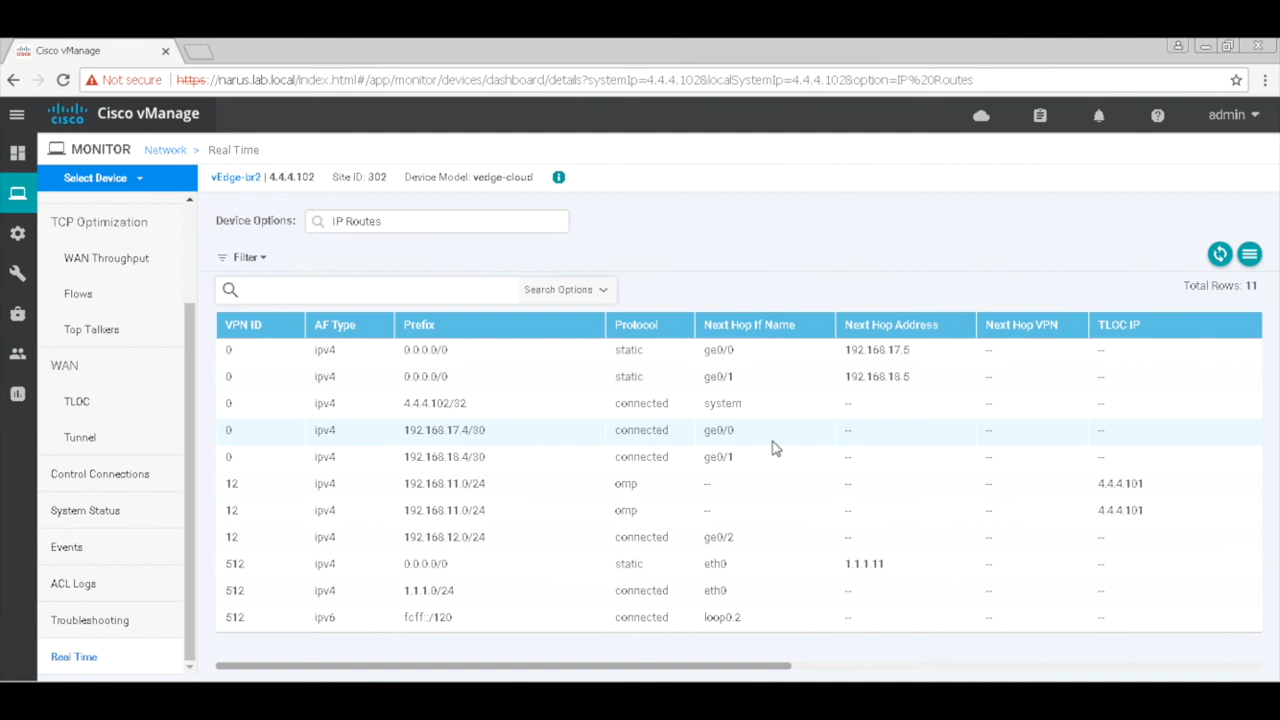 Cisco vManage
Not secure https://narus.lab.local/index.html#/app/monitor/devices/dashboard/details?systemIp=4.4.4.102&localSystemIp=4.4.4.102&option=IP%20Routes
cisco Cisco vManage admin
MONITOR Network > Real Time
Select Device vEdge-br2 | 4.4.4.102 Site ID: 302 Device Model: vedge-cloud
TCP Optimization
WAN Throughput
Flows
Top Talkers
WAN
TLOC
Tunnel
Control Connections
System Status
Events
ACL Logs
Troubleshooting
Real Time
Device Options: IP Routes
Filter
Search Options
Total Rows: 11
VPN ID AF Type Prefix Protocol Next Hop If Name Next Hop Address Next Hop VPN TLOC IP
0 ipv4 0.0.0.0/0 static ge0/0 192.168.17.5 -- --
0 ipv4 0.0.0.0/0 static ge0/1 192.168.18.5 -- --
0 ipv4 4.4.4.102/32 connected system -- -- --
0 ipv4 192.168.17.4/30 connected ge0/0 -- -- --
0 ipv4 192.168.18.4/30 connected ge0/1 -- -- --
12 ipv4 192.168.11.0/24 omp -- -- -- 4.4.4.101
12 ipv4 192.168.11.0/24 omp -- -- -- 4.4.4.101
12 ipv4 192.168.12.0/24 connected ge0/2 -- -- --
512 ipv4 0.0.0.0/0 static eth0 1.1.1.11 -- --
512 ipv4 1.1.1.0/24 connected eth0 -- -- --
512 ipv6 fcff::/120 connected loop0.2 -- -- --